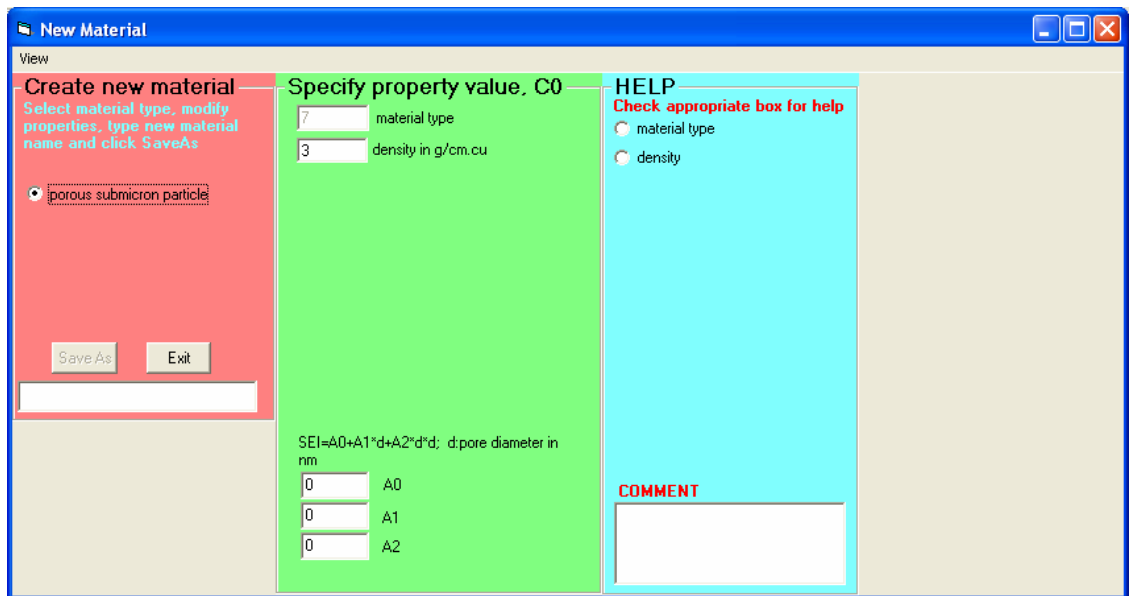 New Material
View
Create new material
Select material type, modify
properties, type new material
name and click SaveAs
porous submicron particle
Save As
Exit
Specify property value, C0
7
material type
3
density in g/cm.cu
SEI=A0+A1*d+A2*d*d; d:pore diameter in
nm
0
A0
0
A1
0
A2
HELP
Check appropriate box for help
material type
density
COMMENT